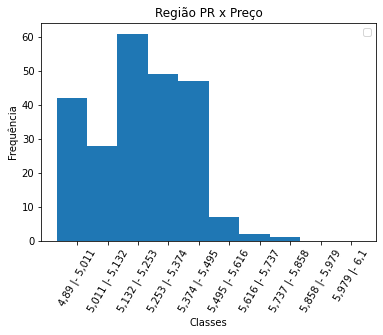 Região PR x Preço
60
50
40
30
20
10
0
Frequência
4,89 |- 5,011
5,011 |- 5,132
5,132 |- 5,253
5,253 |- 5,374
5,374 |- 5,495
5,495 |- 5,616
5,616 |- 5,737
5,737 |- 5,858
5,858 |- 5,979
5,979 |- 6,1
Classes